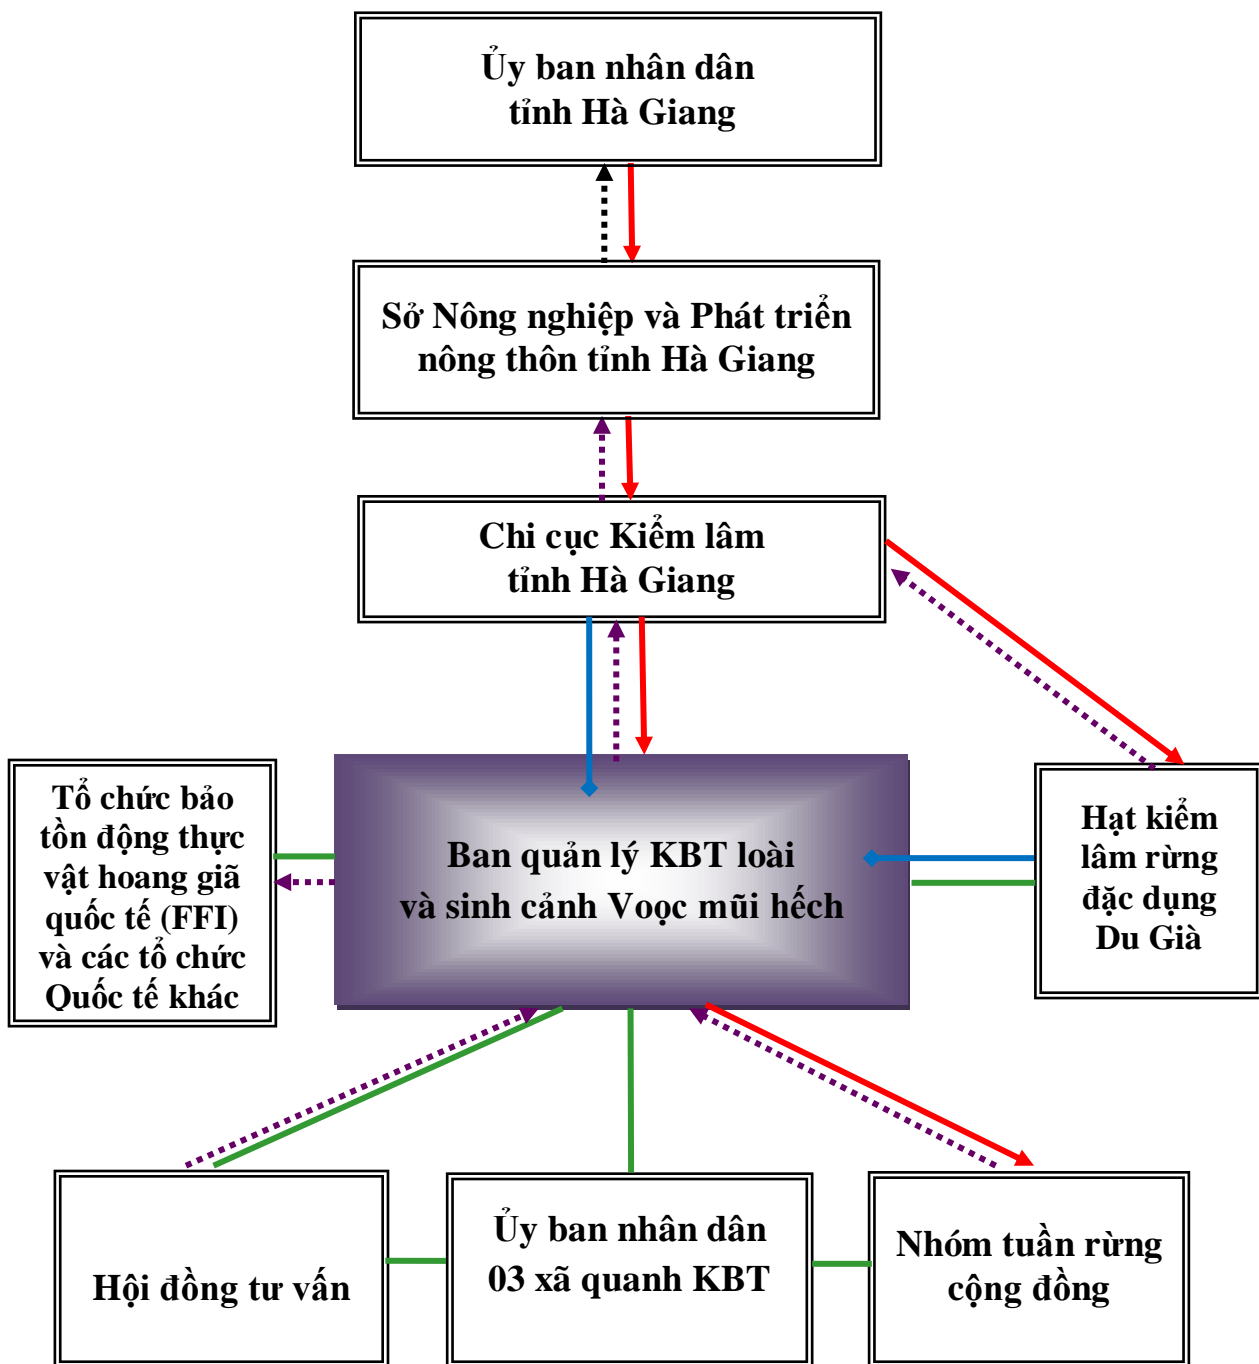 Ủy ban nhân dân
tỉnh Hà Giang
Sở Nông nghiệp và Phát triển
nông thôn tỉnh Hà Giang
Chi cục Kiểm lâm
tỉnh Hà Giang
Tổ chức bảo
tồn động thực
vật hoang giã
quốc tế (FFI)
và các tổ chức
Quốc tế khác
Ban quản lý KBT loài
và sinh cảnh Voọc mũi hếch
Hạt kiểm
lâm rừng
đặc dụng
Du Già
Hội đồng tư vấn
Ủy ban nhân dân
03 xã quanh KBT
Nhóm tuần rừng
cộng đồng